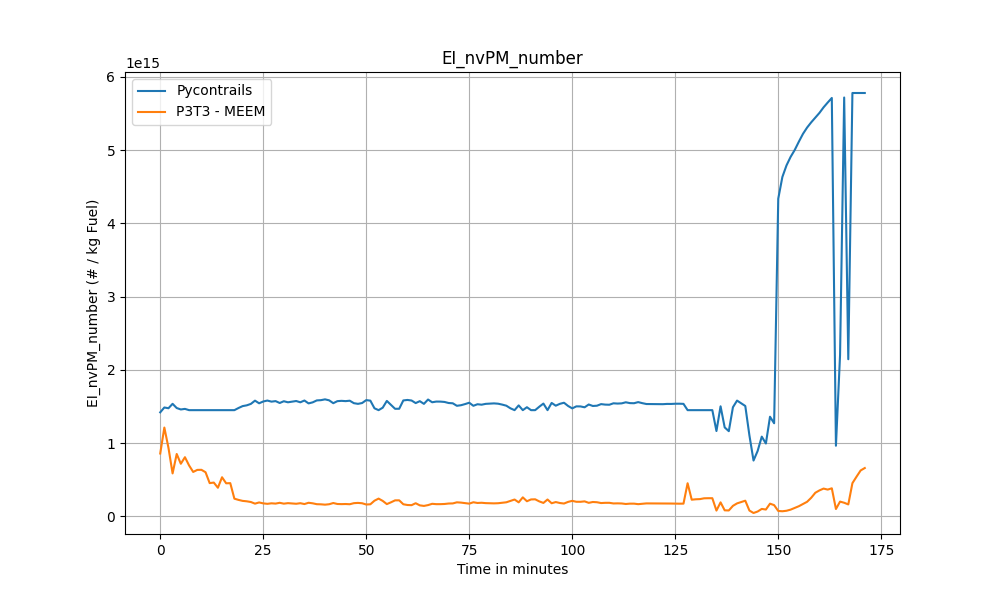 EI_nvPM_number
1e15
Pycontrails
P3T3 - MEEM
EI_nvPM_number (# / kg Fuel)
6
5
4
3
2
1
0
0 25 50 75 100 125 150 175
Time in minutes